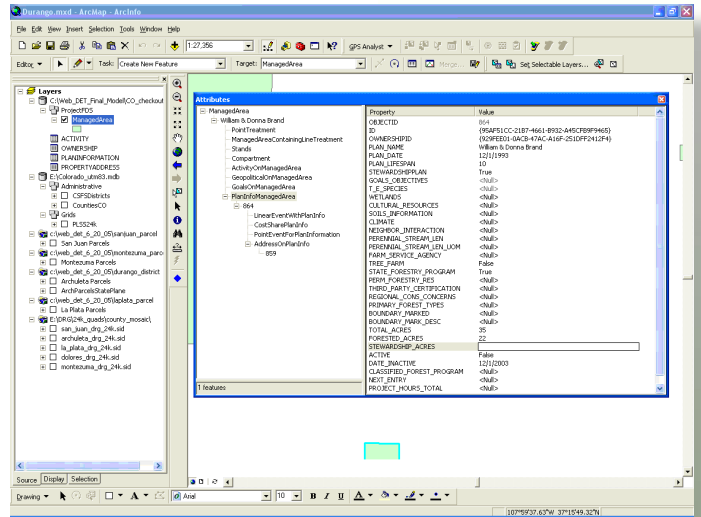 Durango.mxd - ArcMap - ArcInfo
File Edit View Insert Selection Tools Window Help
1:27,356 GPS Analyst
Editor Task: Create New Feature Target: ManagedArea Merge... Set Selectable Layers...
Layers
C:\Web_DET_Final_Model\CO_checkout
ProjectFDS
ManagedArea
ACTIVITY
OWNERSHIP
PLANINFORMATION
PROPERTYADDRESS
E:\Colorado_utm83.mdb
Administrative
CSFSDistricts
CountiesCO
Grids
PLSS24k
c:\web_det_6_20_05\sanjuan_parcel
San Juan Parcels
c:\web_det_6_20_05\montezuma_parc
Montezuma Parcels
c:\web_det_6_20_05\durango_district
Archuleta Parcels
ArchParcelsStatePlane
c:\web_det_6_20_05\laplata_parcel
La Plata Parcels
E:\DRG\24k_quads\county_mosaic\
san_juan_drg_24k.sid
archuleta_drg_24k.sid
la_plata_drg_24k.sid
dolores_drg_24k.sid
montezuma_drg_24k.sid
Attributes
ManagedArea
William & Donna Brand
PointTreatment
ManagedAreaContainingLineTreatment
Stands
Compartment
ActivityOnManagedArea
GeopoliticalOnManagedArea
GoalsOnManagedArea
PlanInfoManagedArea
864
LinearEventWithPlanInfo
CostSharePlanInfo
PointEventForPlanInformation
AddressOnPlanInfo
859
1 features
Property Value
OBJECTID 864
ID {95AF51CC-21B7-4661-B932-A45CFB9F9465}
OWNERSHIPID {929FEE01-0ACB-47AC-A16F-251DFF2412F4}
PLAN_NAME William & Donna Brand
PLAN_DATE 12/1/1993
PLAN_LIFESPAN 10
STEWARDSHIPPLAN True
GOALS_OBJECTIVES <Null>
T_E_SPECIES <Null>
WETLANDS <Null>
CULTURAL_RESOURCES <Null>
SOILS_INFORMATION <Null>
CLIMATE <Null>
NEIGHBOR_INTERACTION <Null>
PERENNIAL_STREAM_LEN <Null>
PERENNIAL_STREAM_LEN_UOM <Null>
FARM_SERVICE_AGENCY <Null>
TREE_FARM False
STATE_FORESTRY_PROGRAM True
PERM_FORESTRY_RES <Null>
THIRD_PARTY_CERTIFICATION <Null>
REGIONAL_CONS_CONCERNS <Null>
PRIMARY_FOREST_TYPES <Null>
BOUNDARY_MARKED <Null>
BOUNDARY_MARK_DESC <Null>
TOTAL_ACRES 35
FORESTED_ACRES 22
STEWARDSHIP_ACRES
ACTIVE False
DATE_INACTIVE 12/1/2003
CLASSIFIED_FOREST_PROGRAM <Null>
NEXT_ENTRY <Null>
PROJECT_HOURS_TOTAL <Null>
Source Display Selection
Drawing A Arial 10 B I U A
107°59'37.63"W 37°15'49.32"N